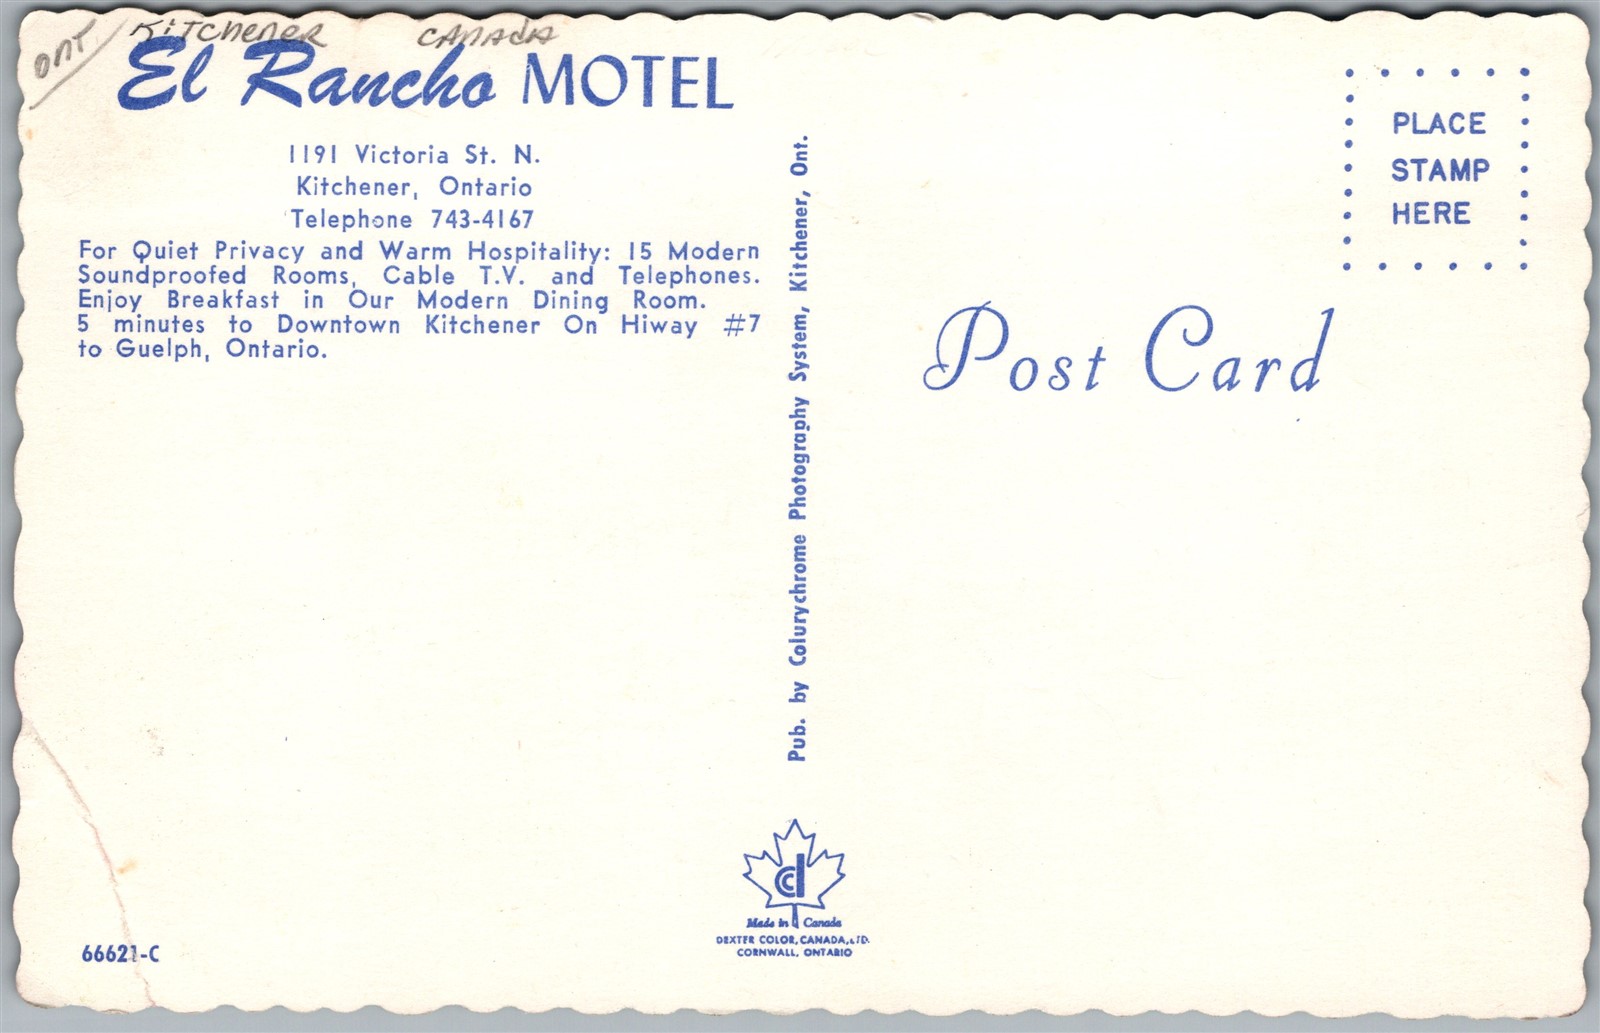 Ont
Kitchener Canada
El Rancho MOTEL
1191 Victoria St. N.
Kitchener, Ontario
Telephone 743-4167
For Quiet Privacy and Warm Hospitality: 15 Modern
Soundproofed Rooms, Cable T.V. and Telephones.
Enjoy Breakfast in Our Modern Dining Room.
5 minutes to Downtown Kitchener On Hiway #7
to Guelph, Ontario.
66621-C
Pub. by Colurychrome Photography System, Kitchener, Ont.
cd
Made in Canada
DEXTER COLOR, CANADA, LTD.
CORNWALL, ONTARIO
PLACE
STAMP
HERE
Post Card